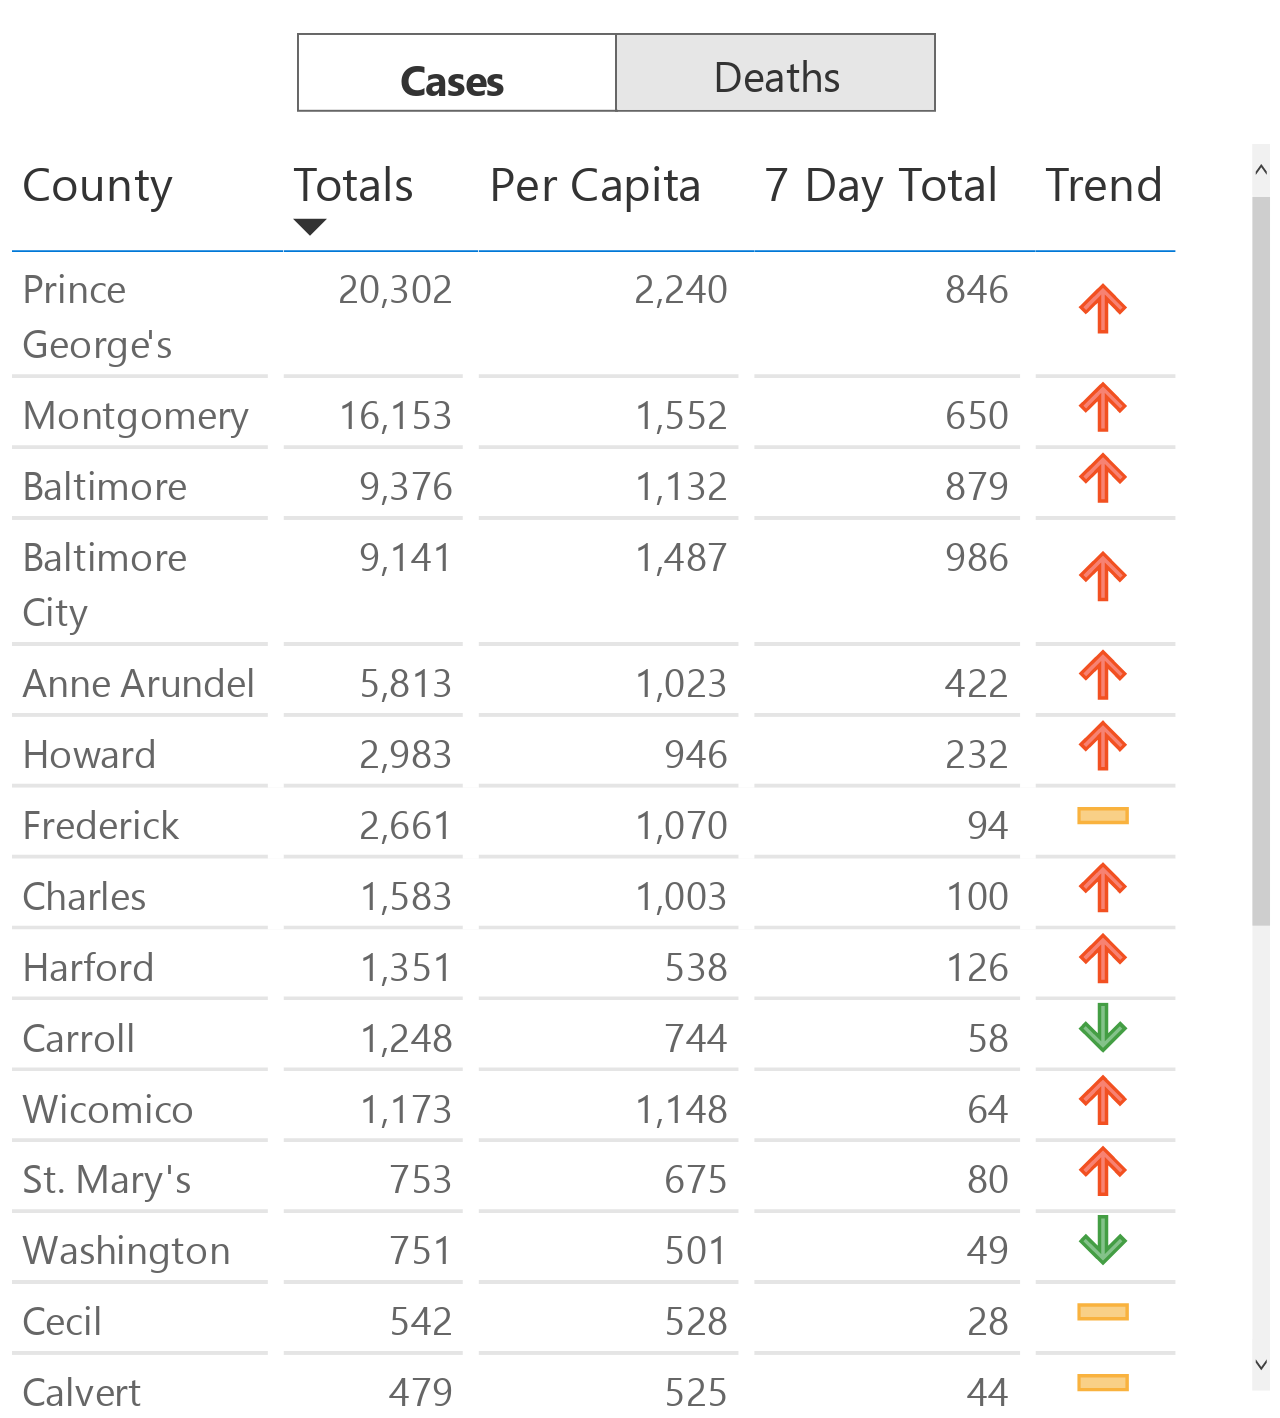 Cases Deaths
County Totals Per Capita 7 Day Total Trend
Prince 20,302 2,240 846
George's
Montgomery 16,153 1,552 650
Baltimore 9,376 1,132 879
Baltimore 9,141 1,487 986
City
Anne Arundel 5,813 1,023 422
Howard 2,983 946 232
Frederick 2,661 1,070 94
Charles 1,583 1,003 100
Harford 1,351 538 126
Carroll 1,248 744 58
Wicomico 1,173 1,148 64
St. Mary's 753 675 80
Washington 751 501 49
Cecil 542 528 28
Calvert 479 525 44